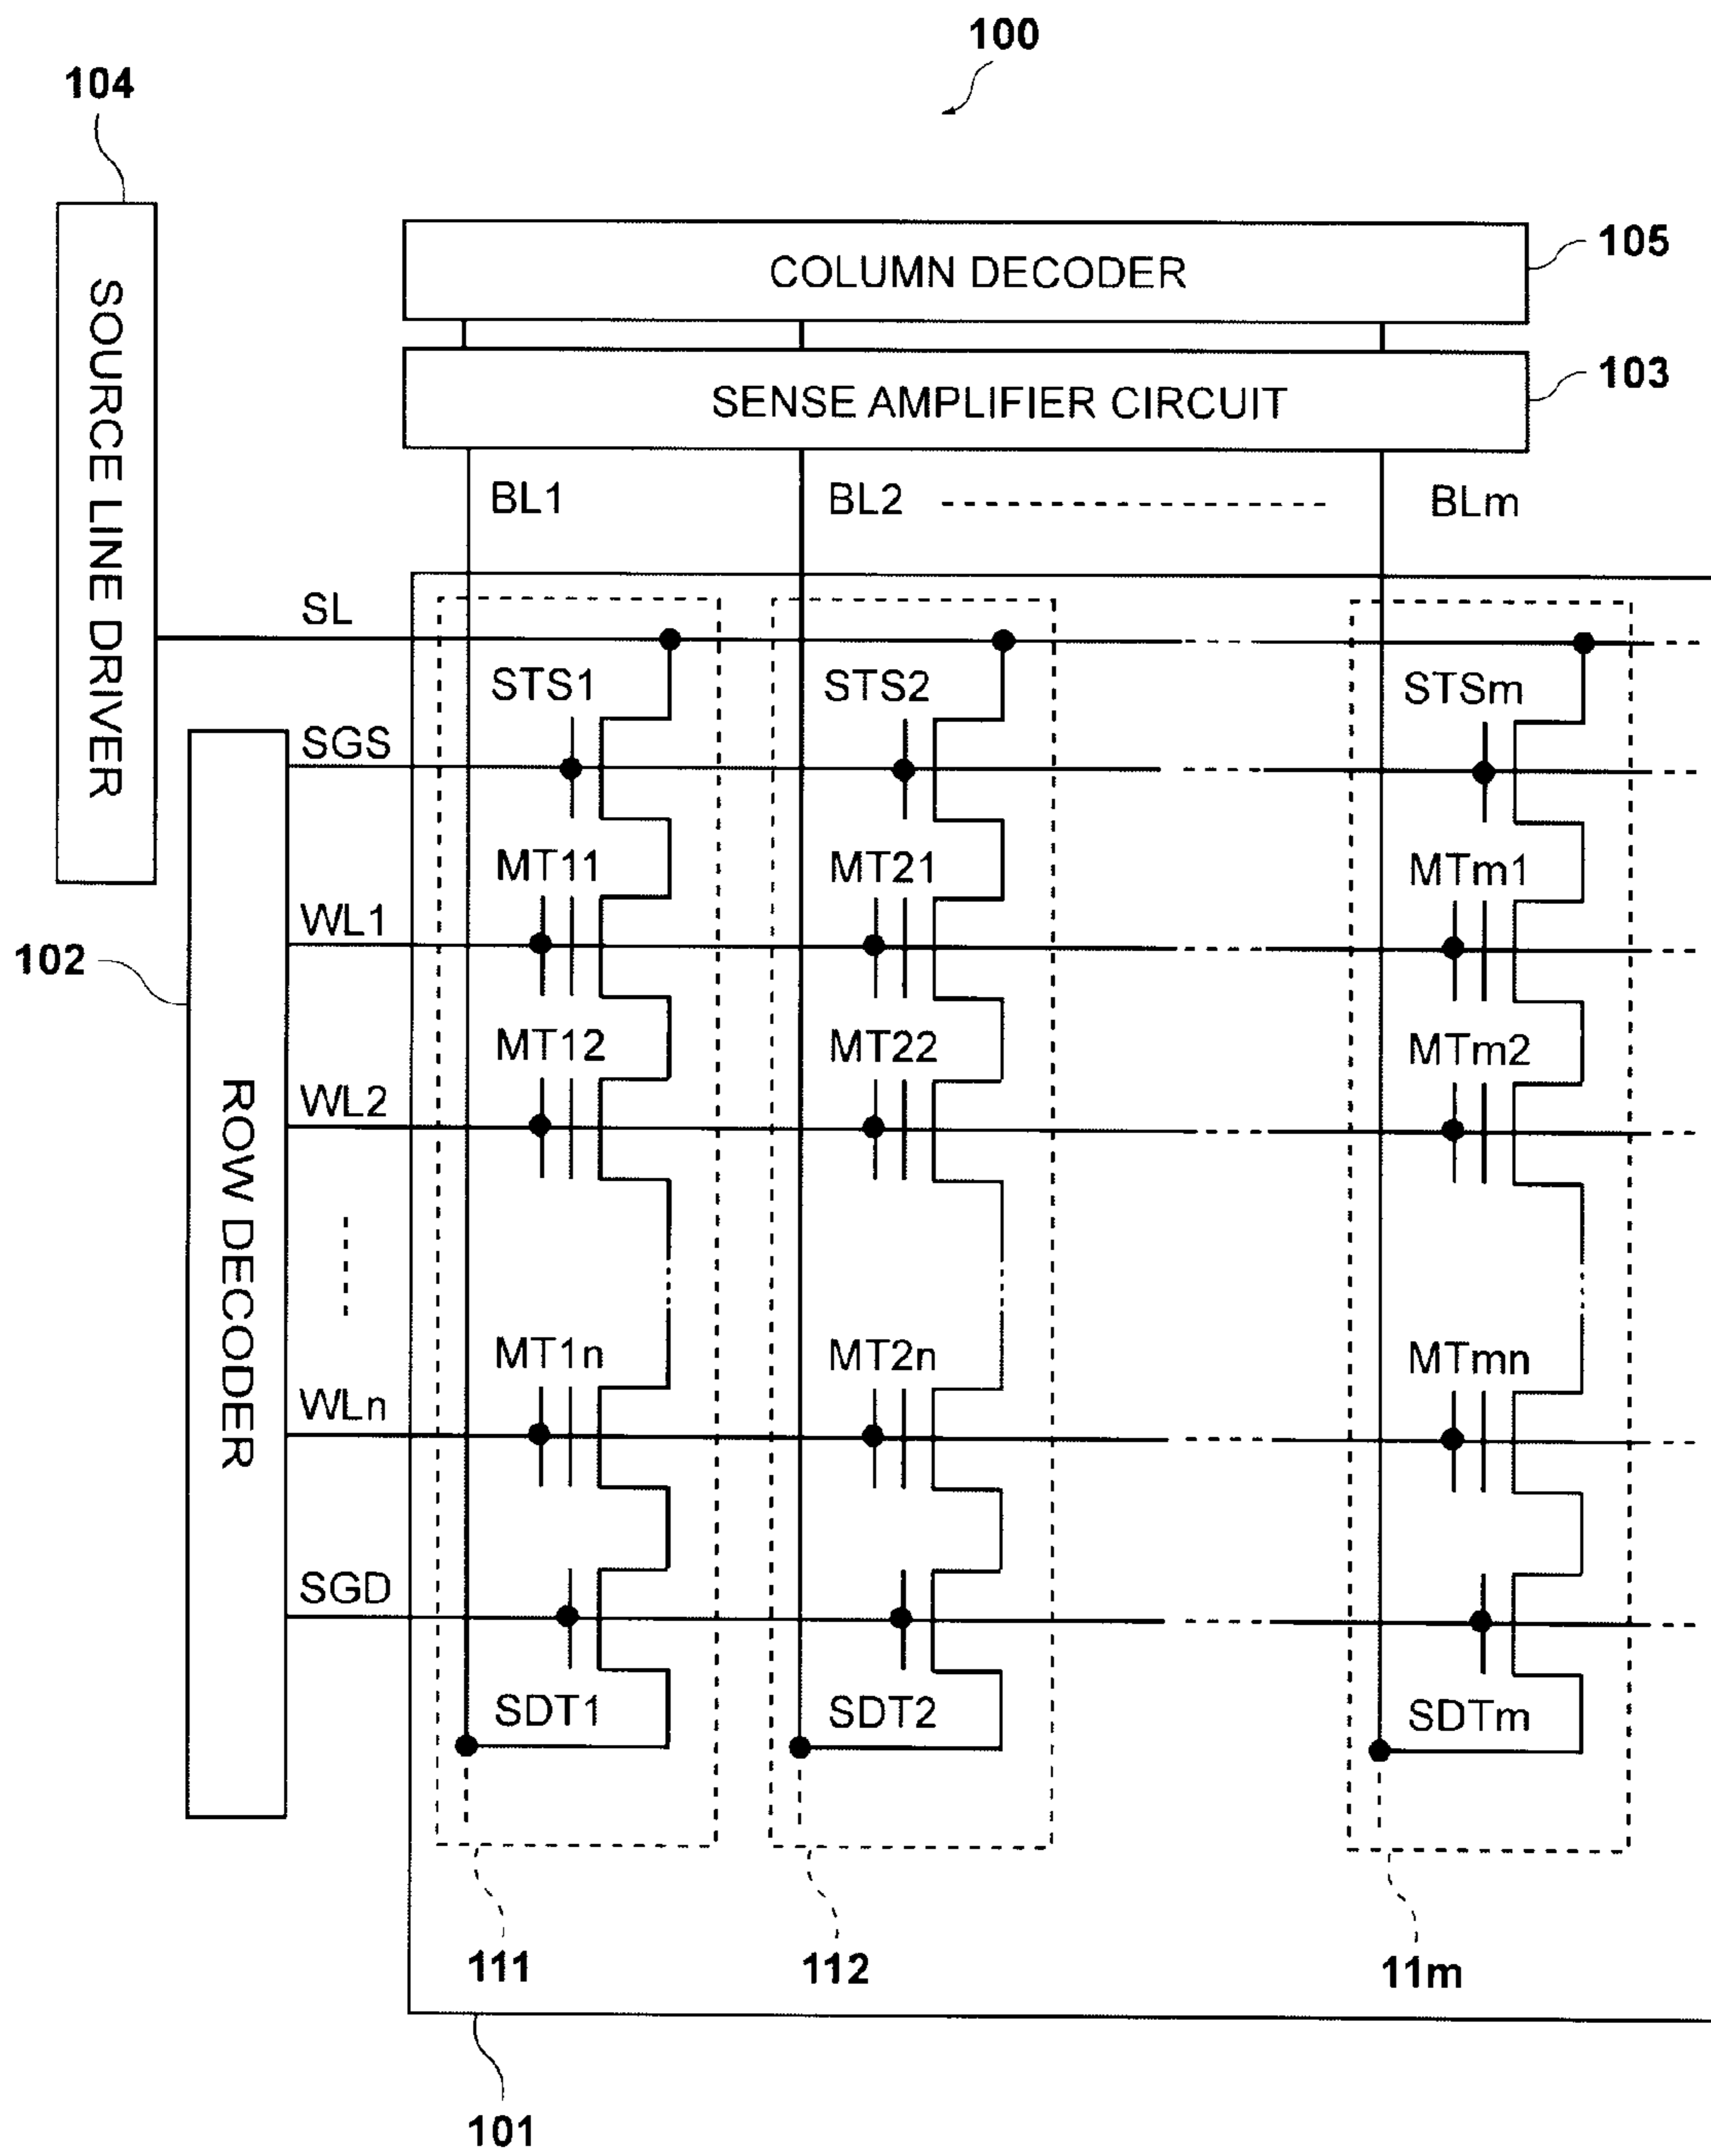 100
104
105
COLUMN DECODER
103
SENSE AMPLIFIER CIRCUIT
SOURCE LINE DRIVER
BL1
BL2
BLm
SL
STS1
STS2
STSm
SGS
MT11
MT21
MTm1
WL1
102
MT12
MT22
MTm2
WL2
ROW DECODER
MT1n
MT2n
MTmn
WLn
SGD
SDT1
SDT2
SDTm
111
112
11m
101